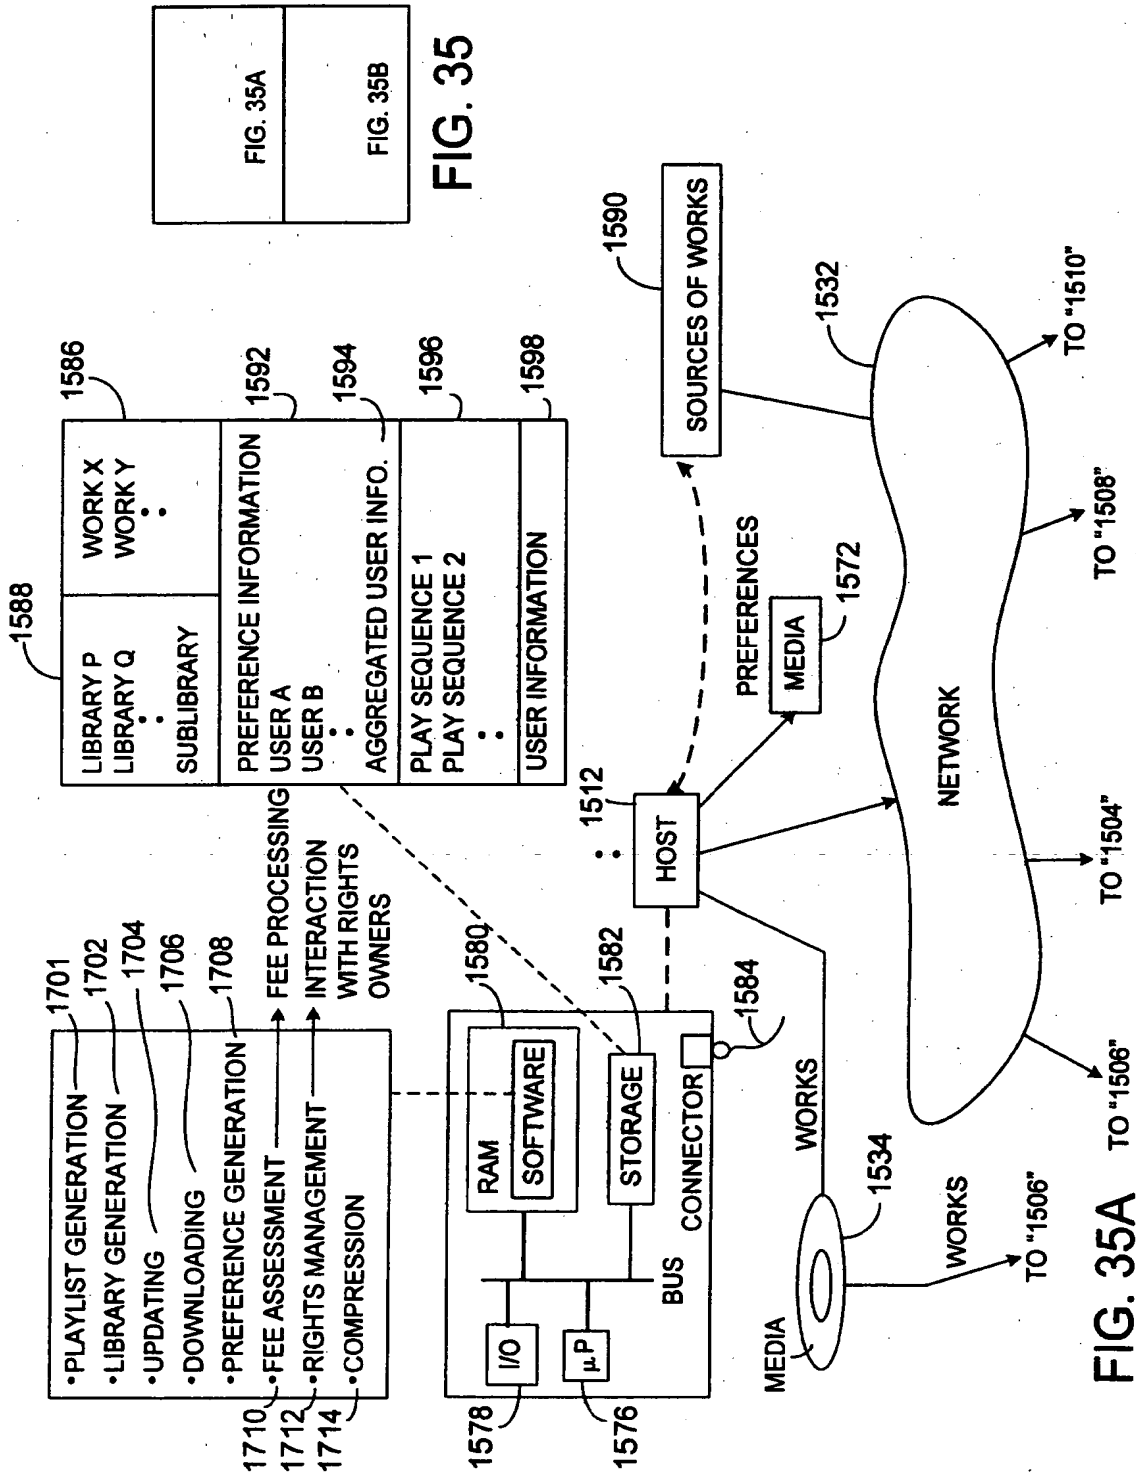 1701
1702
1704
1706
1708
•PLAYLIST GENERATION
•LIBRARY GENERATION
•UPDATING
•DOWNLOADING
•PREFERENCE GENERATION
•FEE ASSESSMENT
FEE PROCESSING
•RIGHTS MANAGEMENT
INTERACTION
WITH RIGHTS
OWNERS
•COMPRESSION
1710
1712
1714
1588
1586
LIBRARY P
LIBRARY Q
SUBLIBRARY
WORK X
WORK Y
PREFERENCE INFORMATION
USER A
USER B
AGGREGATED USER INFO.
1592
1594
PLAY SEQUENCE 1
PLAY SEQUENCE 2
1596
USER INFORMATION
1598
FIG. 35A
FIG. 35B
FIG. 35
1578
I/O
1576
μP
RAM
SOFTWARE
1580
STORAGE
1582
BUS
CONNECTOR
1584
1512
HOST
PREFERENCES
MEDIA
1572
1590
SOURCES OF WORKS
1532
NETWORK
WORKS
MEDIA
1534
WORKS
TO “1506”
TO “1506”
TO “1504”
TO “1508”
TO “1510”
FIG. 35A